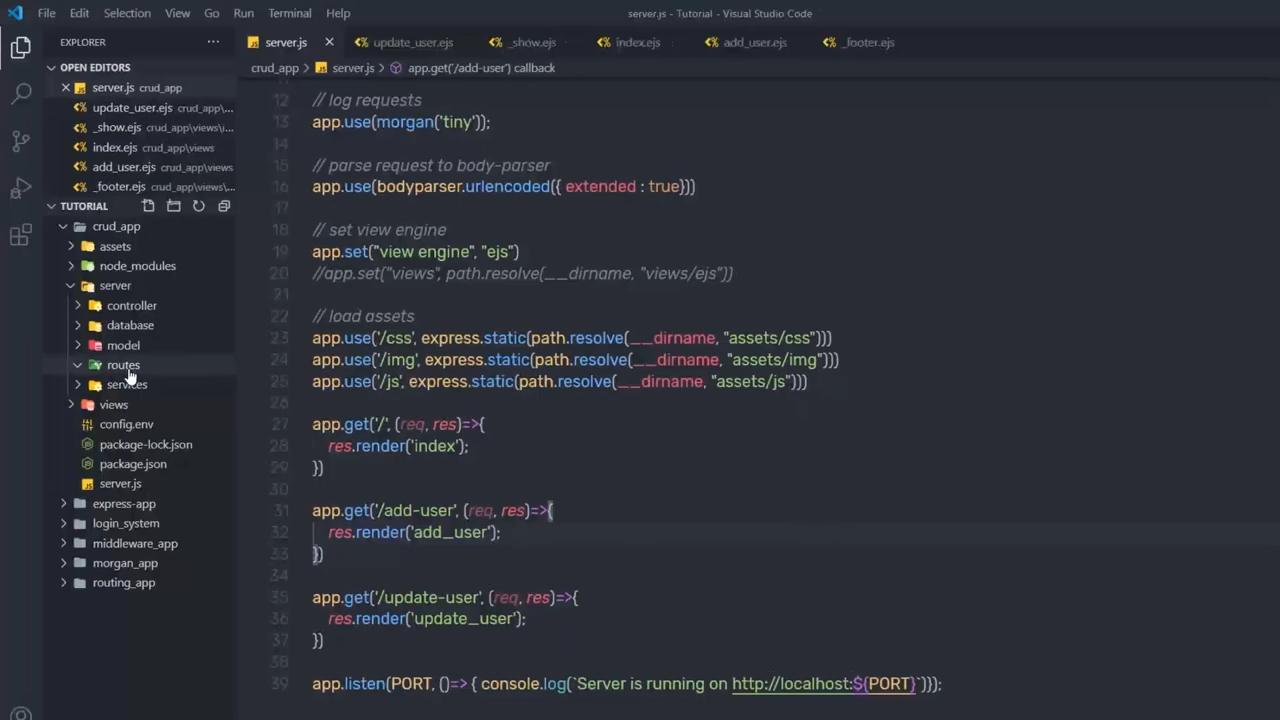 File Edit Selection View Go Run Terminal Help
server.js - Tutorial - Visual Studio Code
EXPLORER
OPEN EDITORS
server.js crud_app
update_user.ejs crud_app\...
_show.ejs crud_app\views\i...
index.ejs crud_app\views
add_user.ejs crud_app\views
_footer.ejs crud_app\views\...
TUTORIAL
crud_app
assets
node_modules
server
controller
database
model
routes
services
views
config.env
package-lock.json
package.json
server.js
express-app
login_system
middleware_app
morgan_app
routing_app
server.js update_user.ejs _show.ejs index.ejs add_user.ejs _footer.ejs
crud_app > server.js > app.get('/add-user') callback
12 // log requests
13 app.use(morgan('tiny'));
14
15 // parse request to body-parser
16 app.use(bodyparser.urlencoded({ extended : true}))
17
18 // set view engine
19 app.set("view engine", "ejs")
20 //app.set("views", path.resolve(__dirname, "views/ejs"))
21
22 // load assets
23 app.use('/css', express.static(path.resolve(__dirname, "assets/css")))
24 app.use('/img', express.static(path.resolve(__dirname, "assets/img")))
25 app.use('/js', express.static(path.resolve(__dirname, "assets/js")))
26
27 app.get('/', (req, res)=>{
28 res.render('index');
29 })
30
31 app.get('/add-user', (req, res)=>{
32 res.render('add_user');
33 })
34
35 app.get('/update-user', (req, res)=>{
36 res.render('update_user');
37 })
38
39 app.listen(PORT, ()=> { console.log(`Server is running on http://localhost:${PORT}`)});